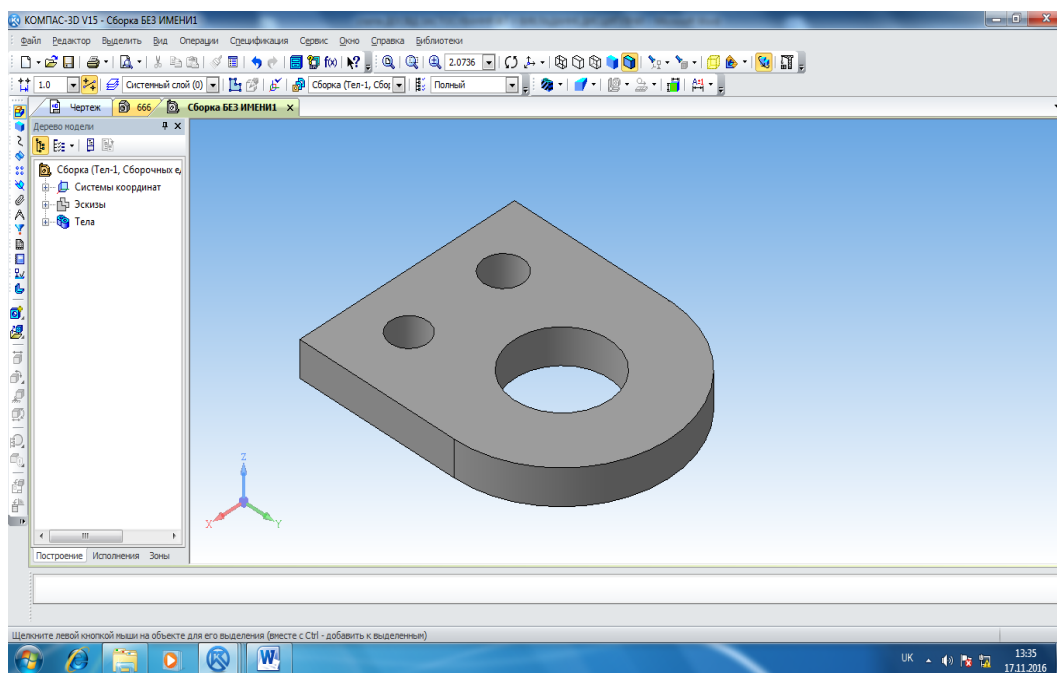 КОМПАС-3D V15 - Сборка БЕЗ ИМЕНИ1
Файл Редактор Выделить Вид Операции Спецификация Сервис Окно Справка Библиотеки
2.0736
1.0 Системный слой (0) Сборка (Тел-1, Сбор Полный
Чертеж 666 Сборка БЕЗ ИМЕНИ1
Дерево модели
Сборка (Тел-1, Сборочных е
Системы координат
Эскизы
Тела
Z
X Y
Построение Исполнения Зоны
Щелкните левой кнопкой мыши на объекте для его выделения (вместе с Ctrl - добавить к выделенным)
UK 13:35
17.11.2016